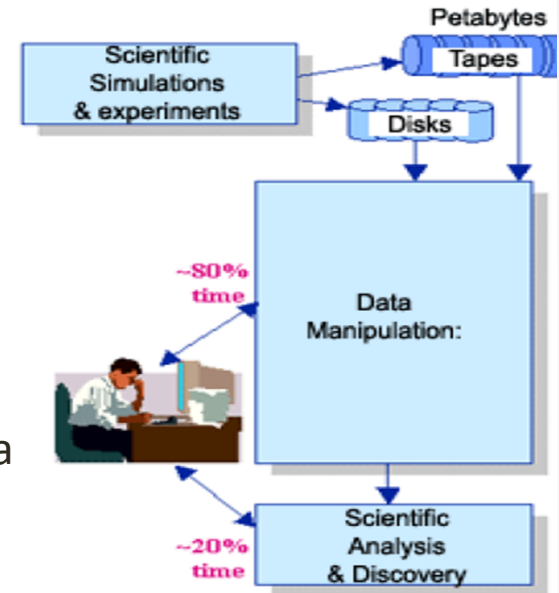 Petabytes
Scientific
Simulations
& experiments
Tapes
Disks
~80%
time
Data
Manipulation:
a
~20%
time
Scientific
Analysis
& Discovery